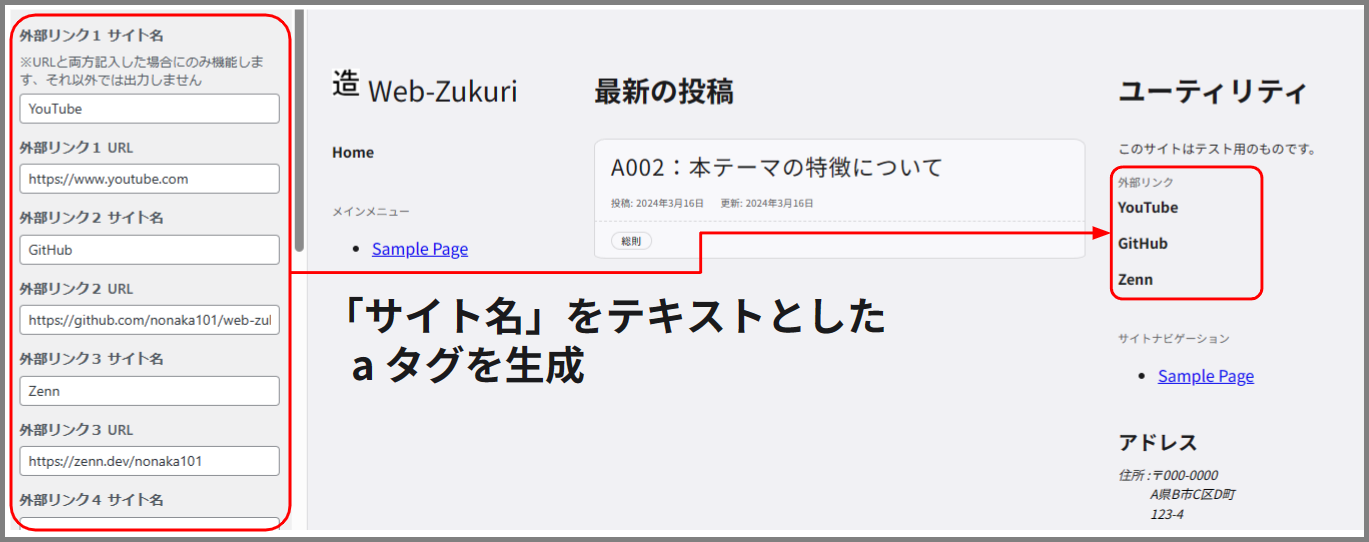 外部リンク１ サイト名
※URLと両方記入した場合にのみ機能しま
す、それ以外では出力しません
YouTube
外部リンク１ URL
https://www.youtube.com
外部リンク２ サイト名
GitHub
外部リンク２ URL
https://github.com/nonaka101/web-zul
外部リンク３ サイト名
Zenn
外部リンク３ URL
https://zenn.dev/nonaka101
外部リンク４ サイト名
造 Web-Zukuri
Home
メインメニュー
Sample Page
最新の投稿
A002：本テーマの特徴について
投稿: 2024年3月16日 更新: 2024年3月16日
総則
「サイト名」をテキストとした
a タグを生成
ユーティリティ
このサイトはテスト用のものです。
外部リンク
YouTube
GitHub
Zenn
サイトナビゲーション
Sample Page
アドレス
住所 : 〒000-0000
A県B市C区D町
123-4